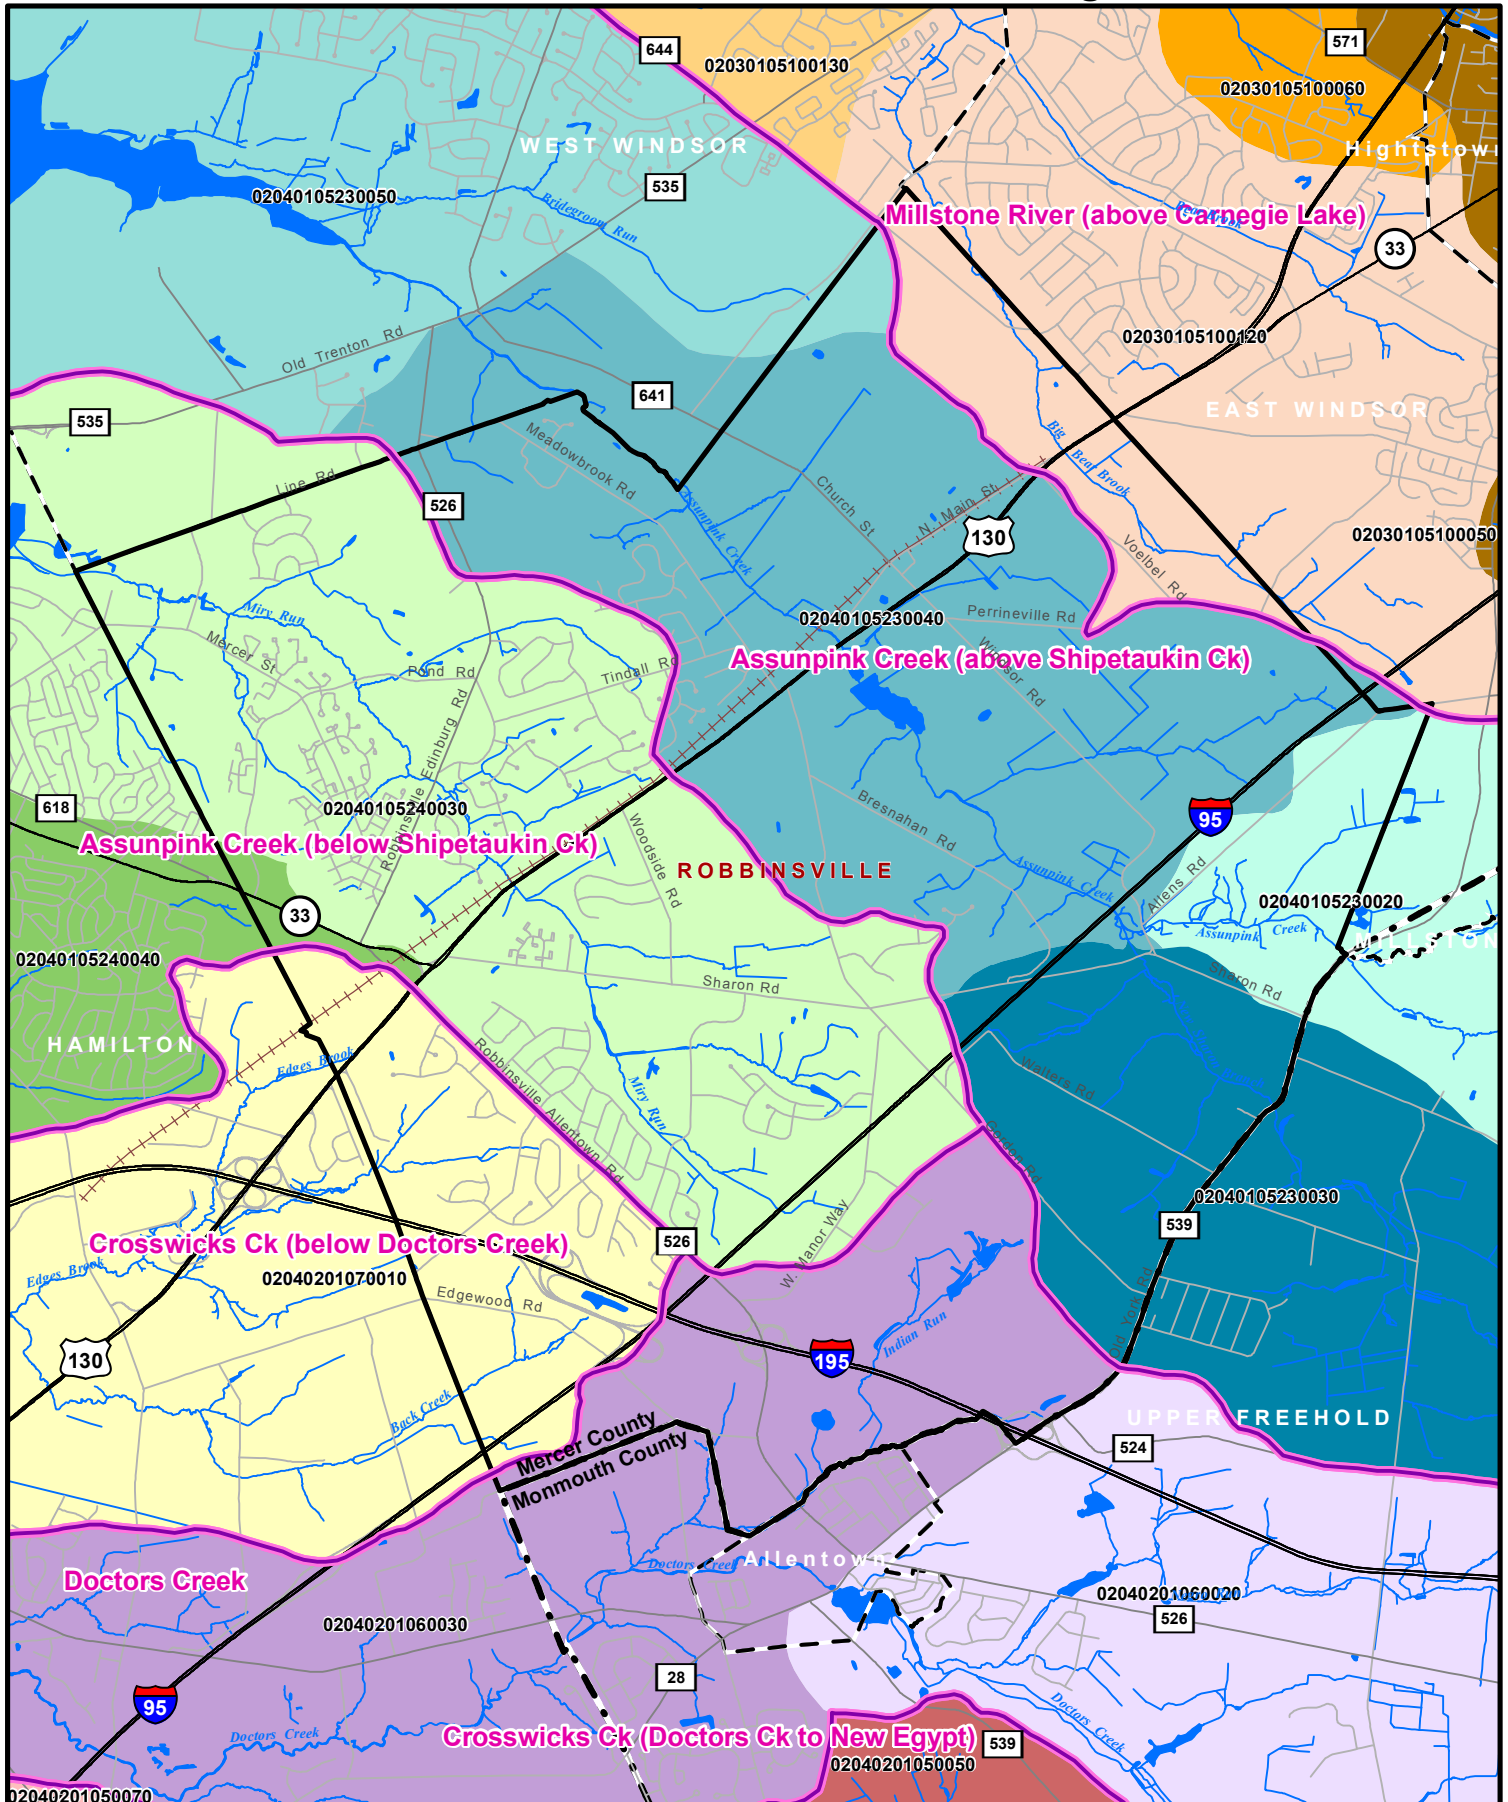 644
02030105100130
571
02030105100060
WEST WINDSOR
Hightstown
535
02040105230050
Bridegroom Run
Millstone River (above Carnegie Lake)
33
02030105100120
Old Trenton Rd
641
EAST WINDSOR
535
Meadowbrook Rd
Big
Bear Brook
Line Rd
526
Church St
N. Main St
Assunpink Creek
130
02030105100050
Voelbel Rd
Miry Run
02040105230040
Perrineville Rd
Mercer St
Pond Rd
Tindall Rd
Assunpink Creek (above Shipetaukin Ck)
Windsor Rd
Robbinsville Edinburg Rd
618
02040105240030
Bresnahan Rd
95
Assunpink Creek (below Shipetaukin Ck)
Woodside Rd
ROBBINSVILLE
Assunpink Creek
Allens Rd
02040105230020
33
Assunpink Creek
MILLSTON
02040105240040
Sharon Rd
Sharon Rd
HAMILTON
Edges Brook
Robbinsville Allentown Rd
Miry Run
Walters Rd
Gordon Rd
02040105230030
539
W. Manor Way
Crosswicks Ck (below Doctors Creek)
526
Edges Brook
02040201070010
Edgewood Rd
Indian Run
Old York Rd
130
195
Back Creek
Mercer County
Monmouth County
UPPER FREEHOLD
524
Doctors Creek
Allentown
Doctors Creek
02040201060020
526
02040201060030
28
95
Doctors Creek
Doctors Creek
Crosswicks Ck (Doctors Ck to New Egypt)
539
02040201050050
02040201050070